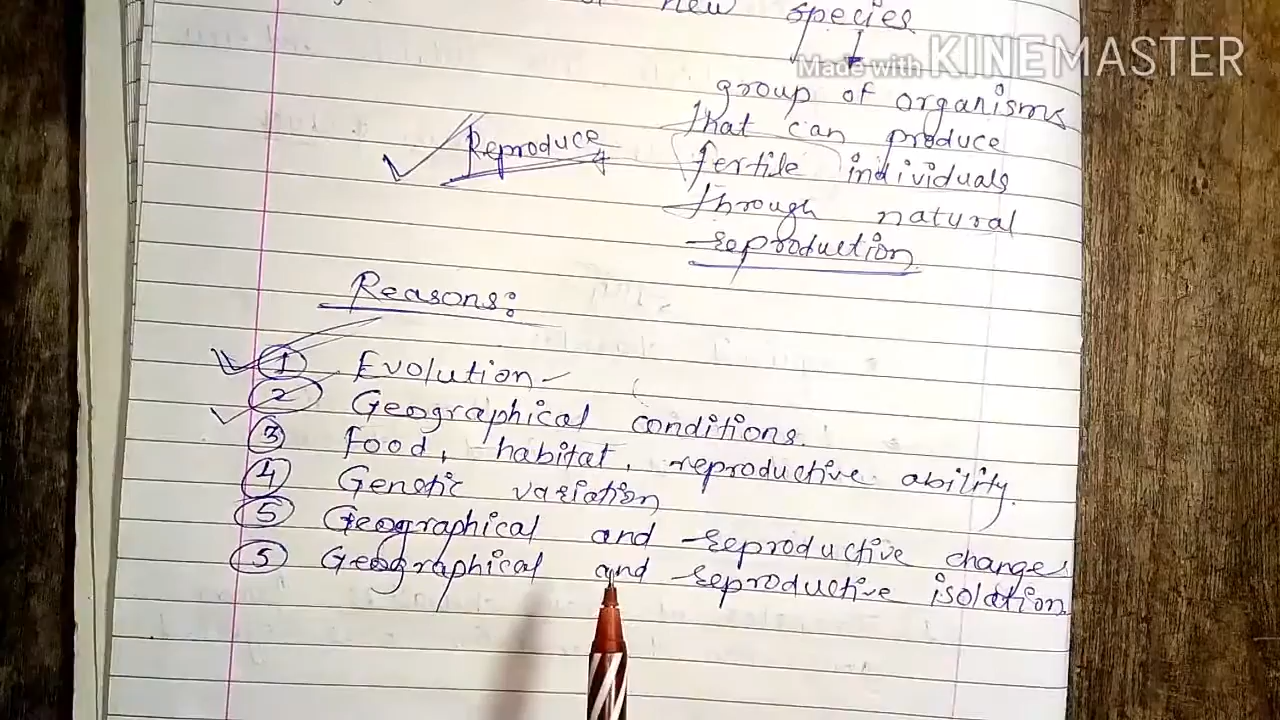 new species
Made with KINEMASTER
group of organisms
that can produce
Reproduce
fertile individuals
through natural
reproduction.
Reasons:
1 Evolution
2 Geographical conditions.
3 food, habitat, reproductive ability.
4 Genetic variation
5 Geographical and reproductive changes
5 Geographical and reproductive isolation.